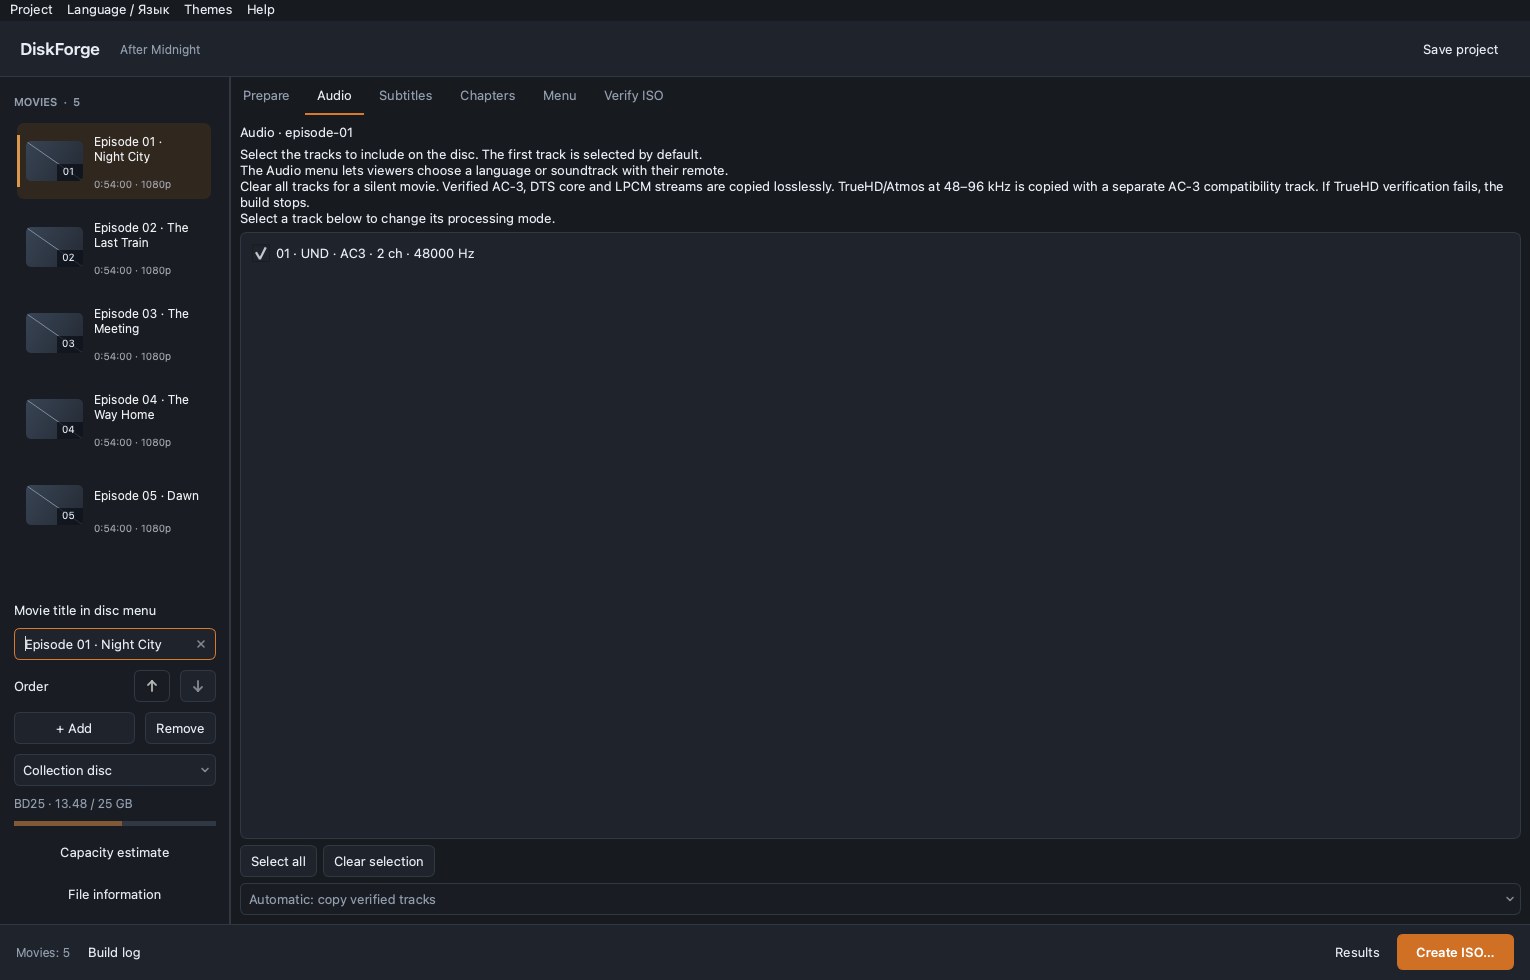 Project Language / Язык Themes Help
DiskForge After Midnight Save project
MOVIES · 5
Episode 01 ·
Night City
01
0:54:00 · 1080p
Episode 02 · The
Last Train
02
0:54:00 · 1080p
Episode 03 · The
Meeting
03
0:54:00 · 1080p
Episode 04 · The
Way Home
04
0:54:00 · 1080p
Episode 05 · Dawn
05
0:54:00 · 1080p
Movie title in disc menu
Episode 01 · Night City
Order
+ Add Remove
Collection disc
BD25 · 13.48 / 25 GB
Capacity estimate
File information
Prepare Audio Subtitles Chapters Menu Verify ISO
Audio · episode-01
Select the tracks to include on the disc. The first track is selected by default.
The Audio menu lets viewers choose a language or soundtrack with their remote.
Clear all tracks for a silent movie. Verified AC-3, DTS core and LPCM streams are copied losslessly. TrueHD/Atmos at 48–96 kHz is copied with a separate AC-3 compatibility track. If TrueHD verification fails, the
build stops.
Select a track below to change its processing mode.
01 · UND · AC3 · 2 ch · 48000 Hz
Select all Clear selection
Automatic: copy verified tracks
Movies: 5 Build log Results Create ISO...